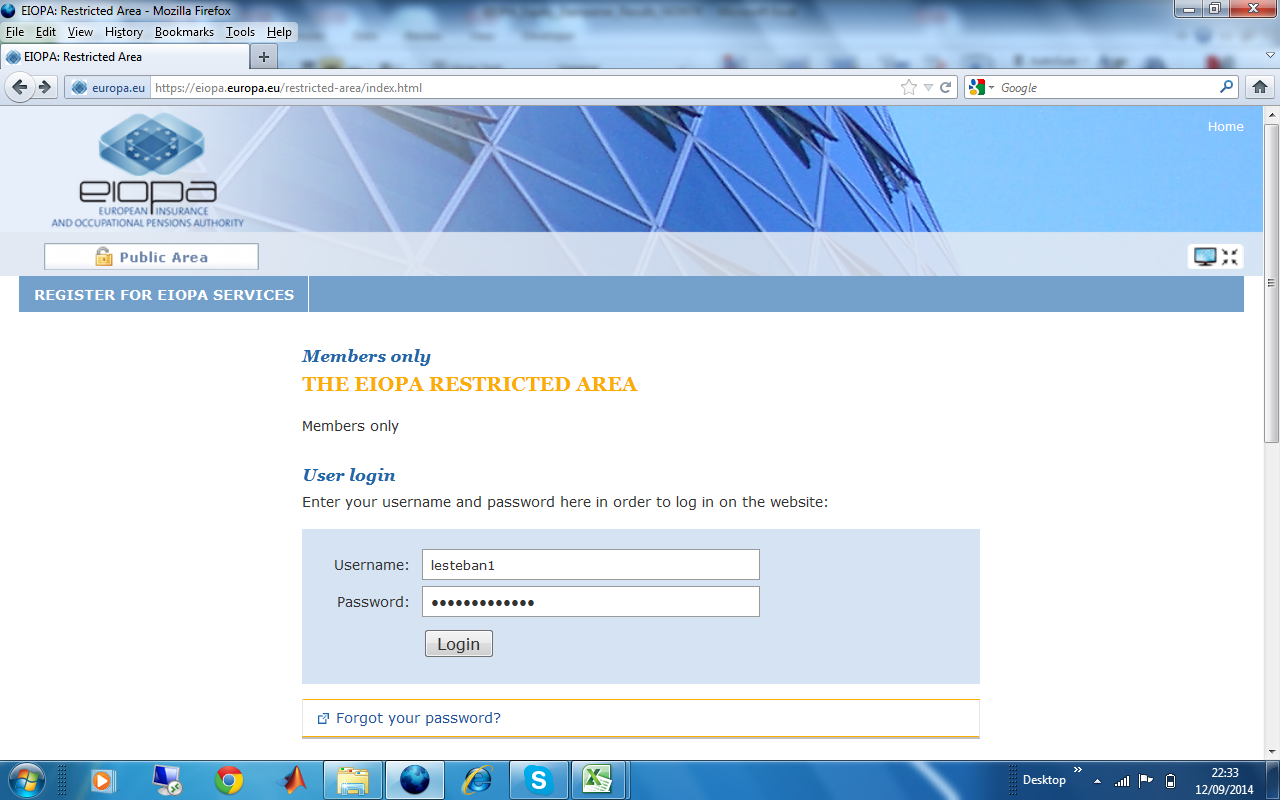 EIOPA: Restricted Area - Mozilla Firefox
File Edit View History Bookmarks Tools Help
EIOPA: Restricted Area
europa.eu https://eiopa.europa.eu/restricted-area/index.html Google
Home
eiopa
EUROPEAN INSURANCE
AND OCCUPATIONAL PENSIONS AUTHORITY
Public Area
REGISTER FOR EIOPA SERVICES
Members only
THE EIOPA RESTRICTED AREA
Members only
User login
Enter your username and password here in order to log in on the website:
Username: lesteban1
Password: •••••••••••••
Login
Forgot your password?
Desktop
22:33
12/09/2014